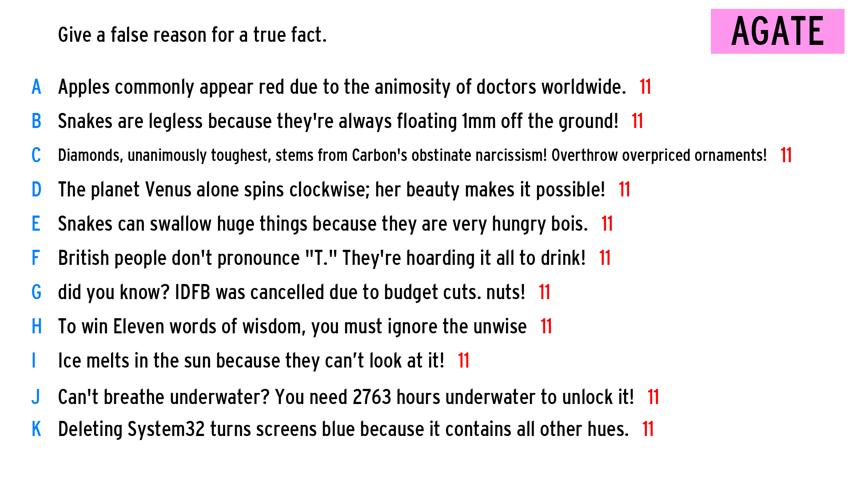 Give a false reason for a true fact.
AGATE
A Apples commonly appear red due to the animosity of doctors worldwide. 11
B Snakes are legless because they're always floating 1mm off the ground! 11
C Diamonds, unanimously toughest, stems from Carbon's obstinate narcissism! Overthrow overpriced ornaments! 11
D The planet Venus alone spins clockwise; her beauty makes it possible! 11
E Snakes can swallow huge things because they are very hungry bois. 11
F British people don't pronounce "T." They're hoarding it all to drink! 11
G did you know? IDFB was cancelled due to budget cuts. nuts! 11
H To win Eleven words of wisdom, you must ignore the unwise 11
I Ice melts in the sun because they can’t look at it! 11
J Can't breathe underwater? You need 2763 hours underwater to unlock it! 11
K Deleting System32 turns screens blue because it contains all other hues. 11